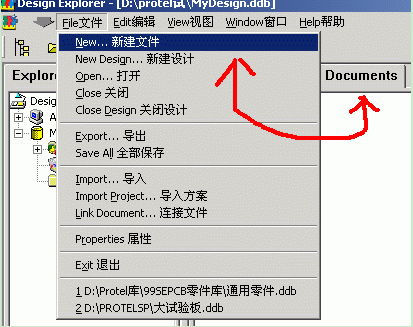 Design Explorer - [D:\protel试\MyDesign.ddb]
File文件 Edit编辑 View视图 Window窗口 Help帮助
New... 新建文件
New Design... 新建设计
Open... 打开
Close 关闭
Close Design 关闭设计
Export... 导出
Save All 全部保存
Import... 导入
Import Project... 导入方案
Link Document... 连接文件
Properties 属性
Exit 退出
1 D:\Protel库\99SEPCB零件库\通用零件.ddb
2 D:\PROTELSP\大试验板.ddb
Explor
Documents
Desig
A
M